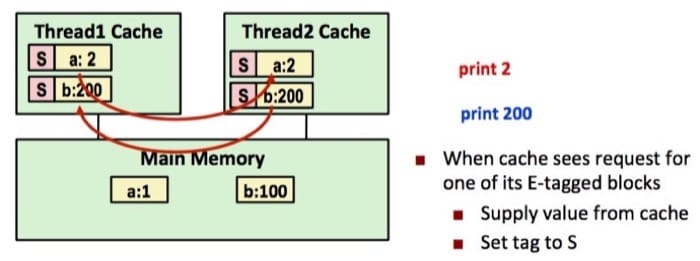 Thread1 Cache
S a: 2
S b:200
Thread2 Cache
S a:2
S b:200
Main Memory
a:1
b:100
print 2
print 200
When cache sees request for
one of its E-tagged blocks
Supply value from cache
Set tag to S